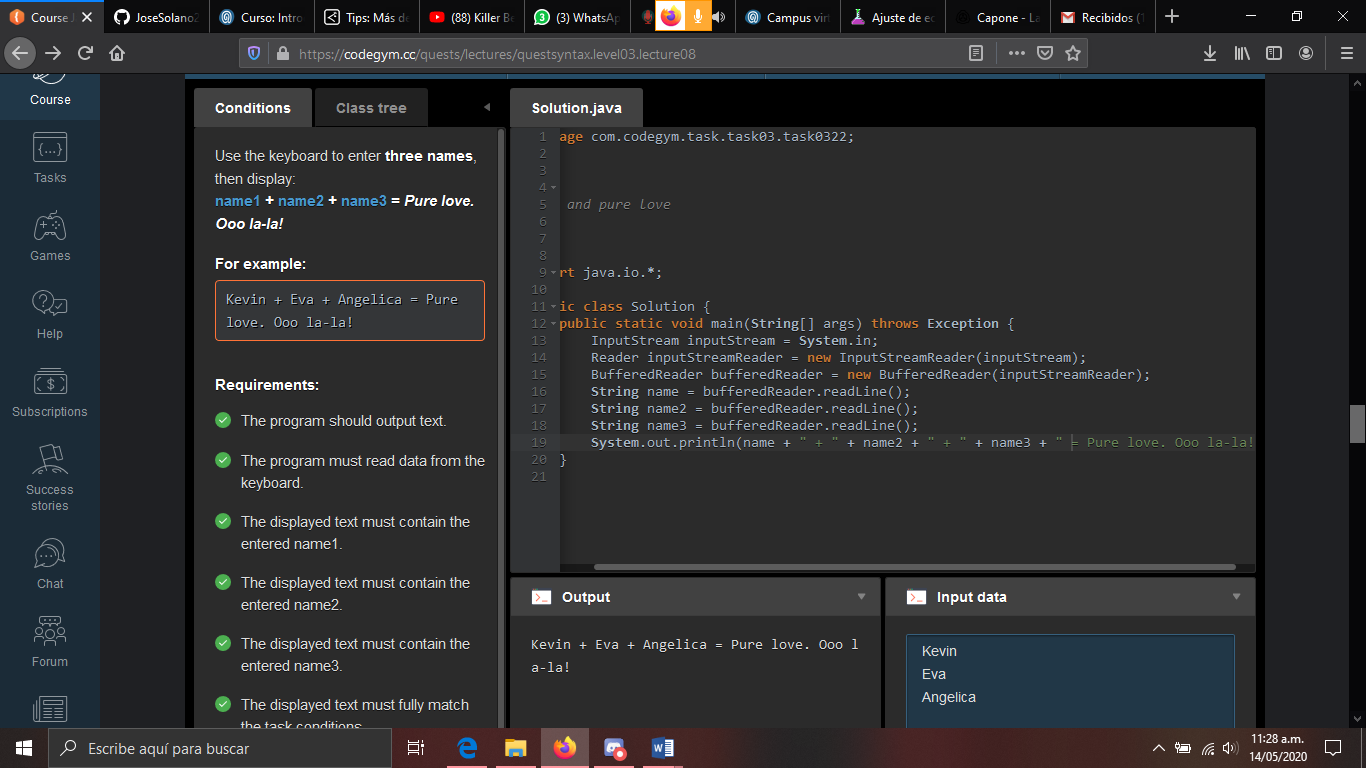 Course J
JoseSolano2
Curso: Intro
Tips: Más de
(88) Killer Be
(3) WhatsAp
Campus virt
Ajuste de ec
Capone - La
Recibidos (1
https://codegym.cc/quests/lectures/questsyntax.level03.lecture08
Course
Tasks
Games
Help
Subscriptions
Success
stories
Chat
Forum
Conditions
Class tree
Use the keyboard to enter three names,
then display:
name1 + name2 + name3 = Pure love.
Ooo la-la!
For example:
Kevin + Eva + Angelica = Pure
love. Ooo la-la!
Requirements:
The program should output text.
The program must read data from the
keyboard.
The displayed text must contain the
entered name1.
The displayed text must contain the
entered name2.
The displayed text must contain the
entered name3.
The displayed text must fully match
the task conditions.
Solution.java
1 age com.codegym.task.task03.task0322;
2
3
4
5 and pure love
6
7
8
9 rt java.io.*;
10
11 ic class Solution {
12 public static void main(String[] args) throws Exception {
13 InputStream inputStream = System.in;
14 Reader inputStreamReader = new InputStreamReader(inputStream);
15 BufferedReader bufferedReader = new BufferedReader(inputStreamReader);
16 String name = bufferedReader.readLine();
17 String name2 = bufferedReader.readLine();
18 String name3 = bufferedReader.readLine();
19 System.out.println(name + " + " + name2 + " + " + name3 + " = Pure love. Ooo la-la!
20 }
21
Output
Kevin + Eva + Angelica = Pure love. Ooo l
a-la!
Input data
Kevin
Eva
Angelica
Escribe aquí para buscar
11:28 a.m.
14/05/2020